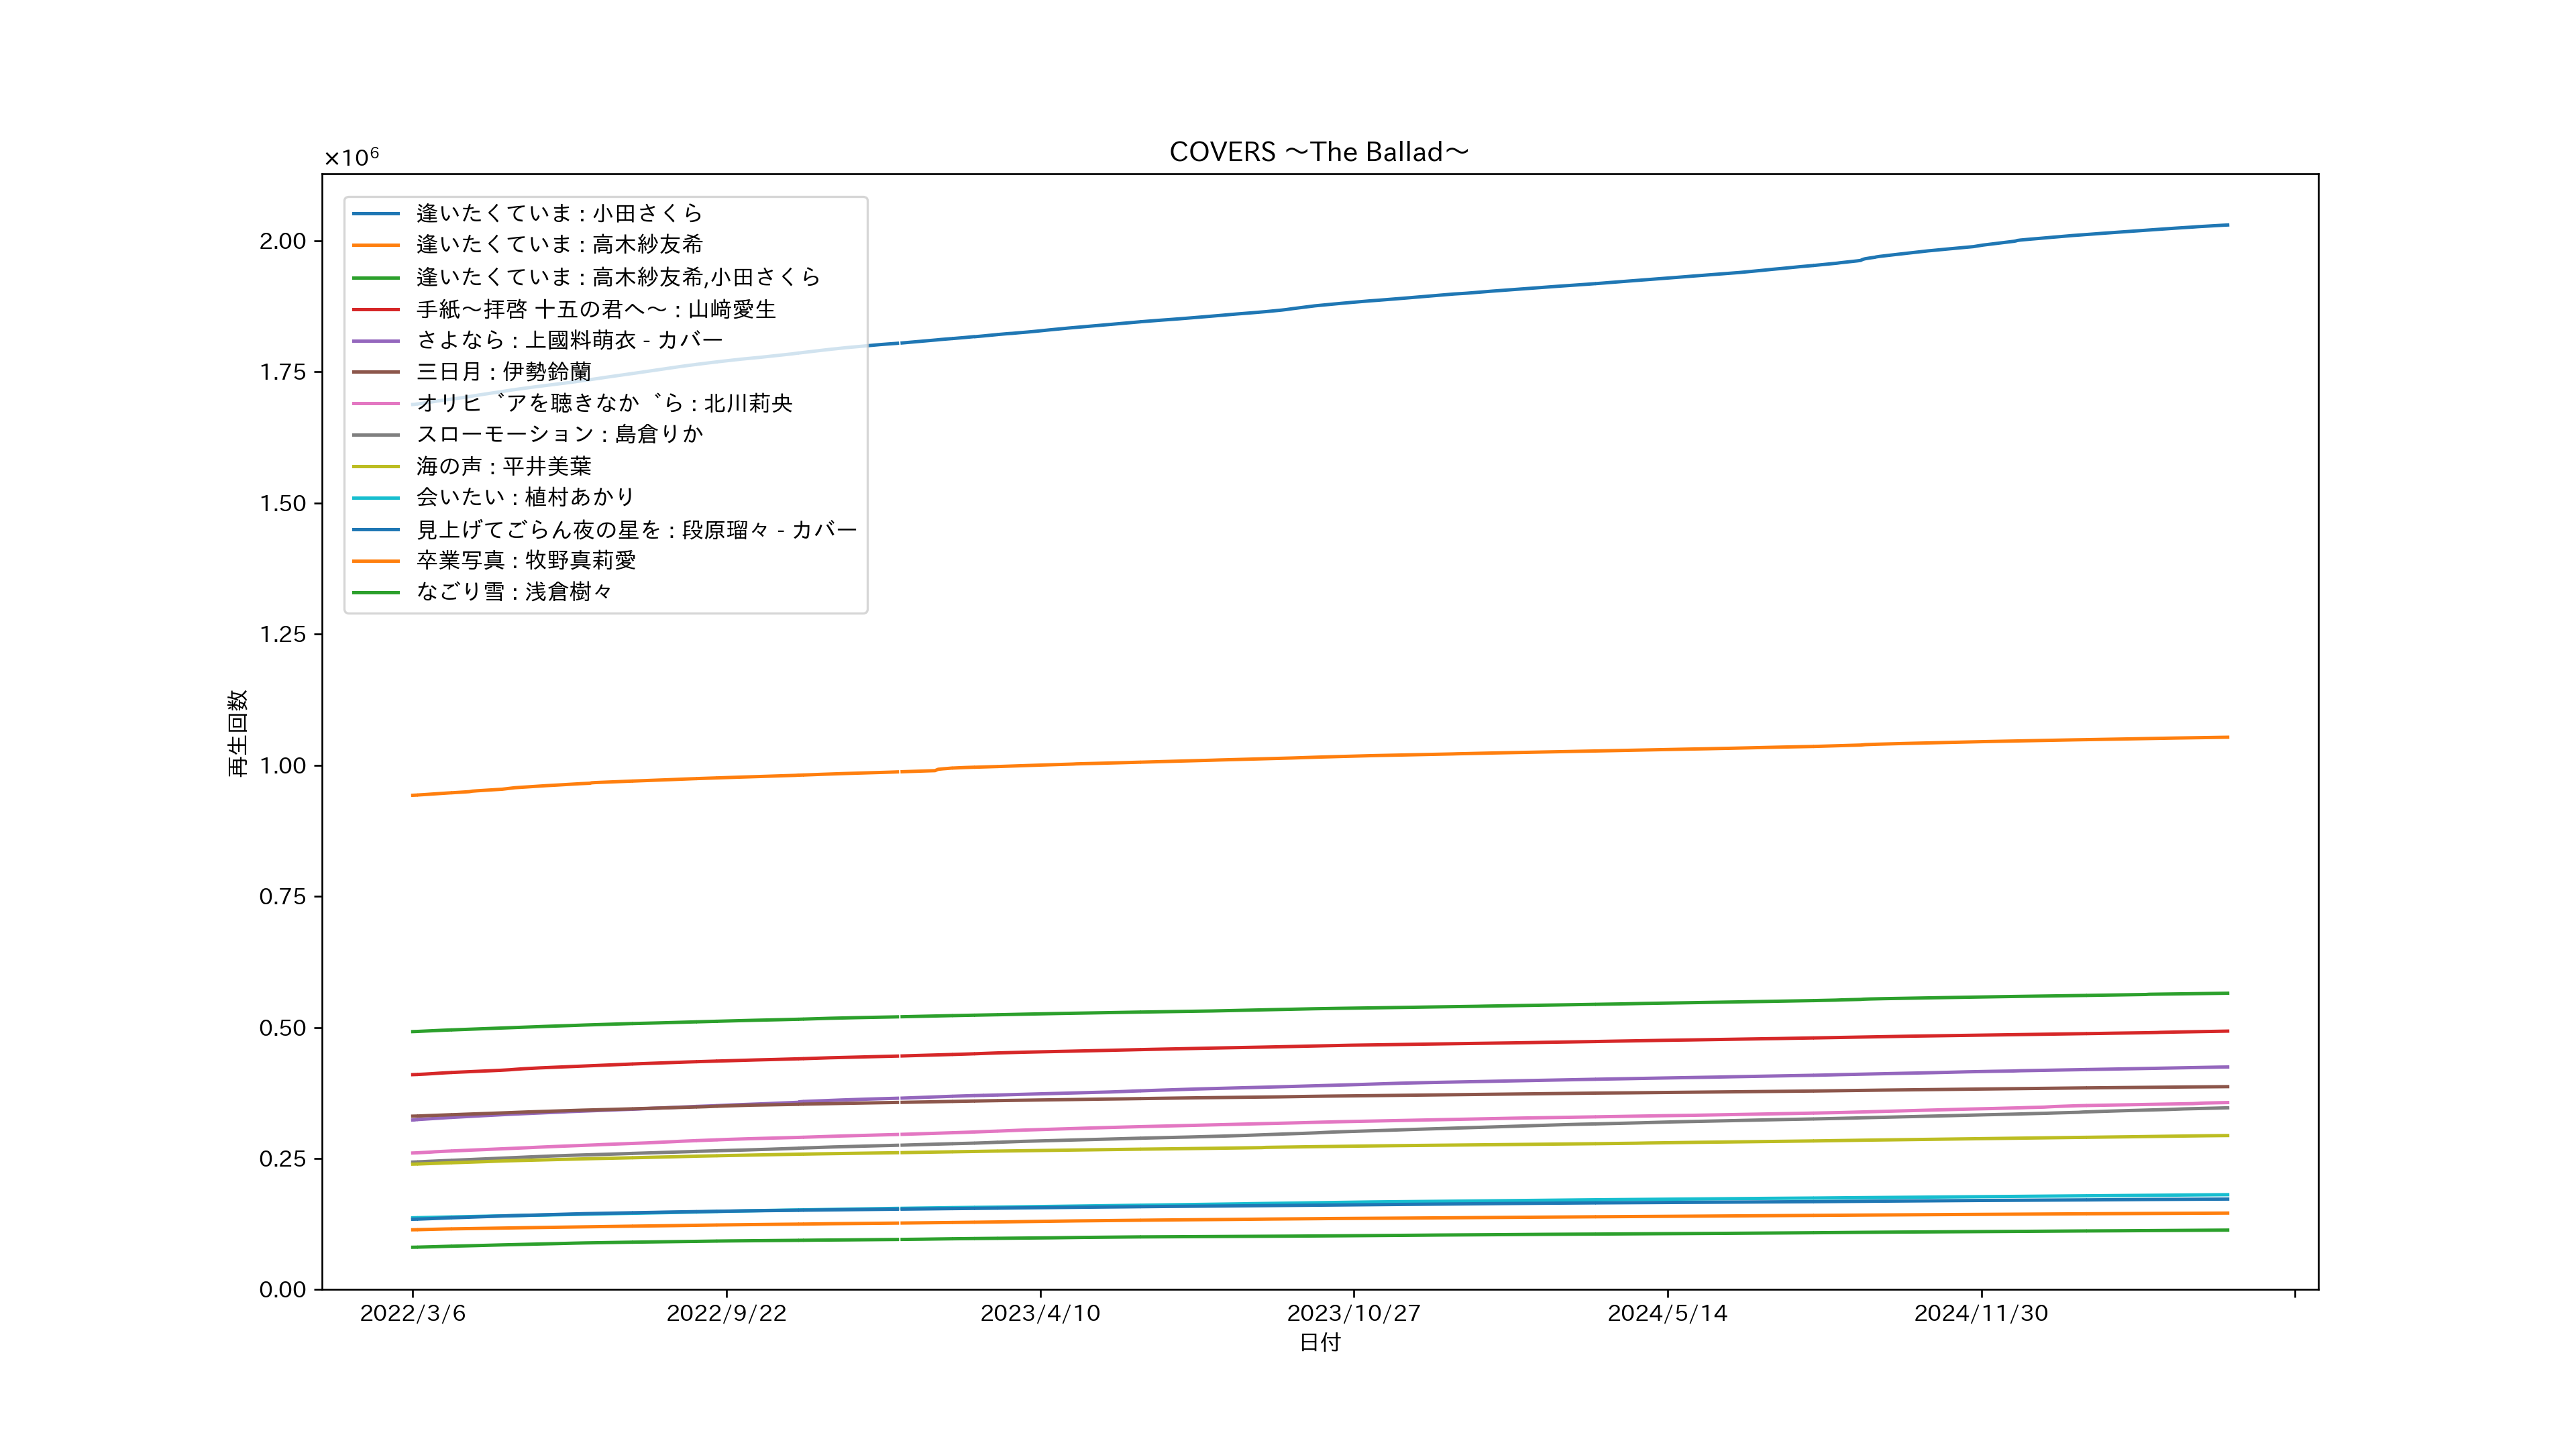 COVERS ～The Ballad～
×10⁶
逢いたくていま : 小田さくら
逢いたくていま : 高木紗友希
逢いたくていま : 高木紗友希,小田さくら
手紙～拝啓 十五の君へ～ : 山﨑愛生
さよなら : 上國料萌衣 - カバー
三日月 : 伊勢鈴蘭
オリビアを聴きながら : 北川莉央
スローモーション : 島倉りか
海の声 : 平井美葉
会いたい : 植村あかり
見上げてごらん夜の星を : 段原瑠々 - カバー
卒業写真 : 牧野真莉愛
なごり雪 : 浅倉樹々
2.00
1.75
1.50
1.25
1.00
0.75
0.50
0.25
0.00
再生回数
2022/3/6
2022/9/22
2023/4/10
2023/10/27
2024/5/14
2024/11/30
日付